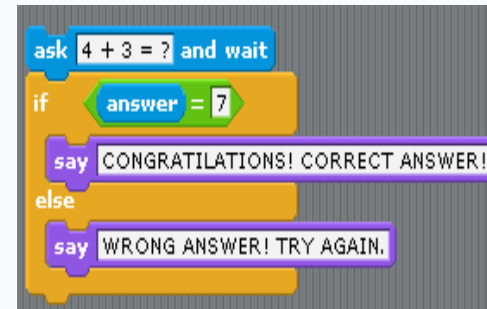 ask 4 + 3 = ? and wait
if answer = 7
say CONGRATILATIONS! CORRECT ANSWER!
else
say WRONG ANSWER! TRY AGAIN.